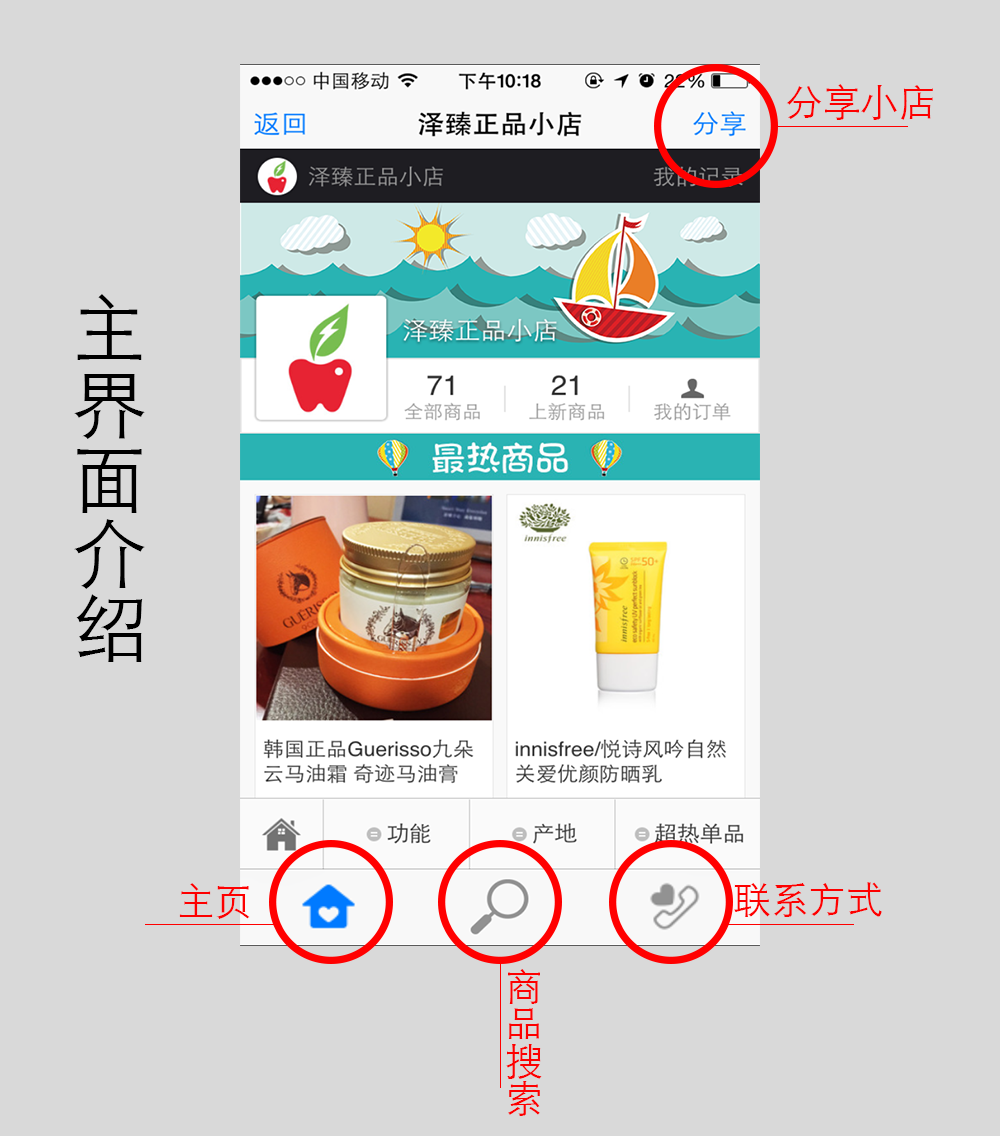 中国移动
下午10:18
22%
返回
泽臻正品小店
分享
分享小店
泽臻正品小店
我的记录
泽臻正品小店
71
全部商品
21
上新商品
我的订单
主界面介绍
最热商品
GUERISSO
innisfree
SPF 50+
innisfree
韩国正品Guerisso九朵
云马油霜 奇迹马油膏
innisfree/悦诗风吟自然
关爱优颜防晒乳
功能
产地
超热单品
主页
联系方式
商品搜索